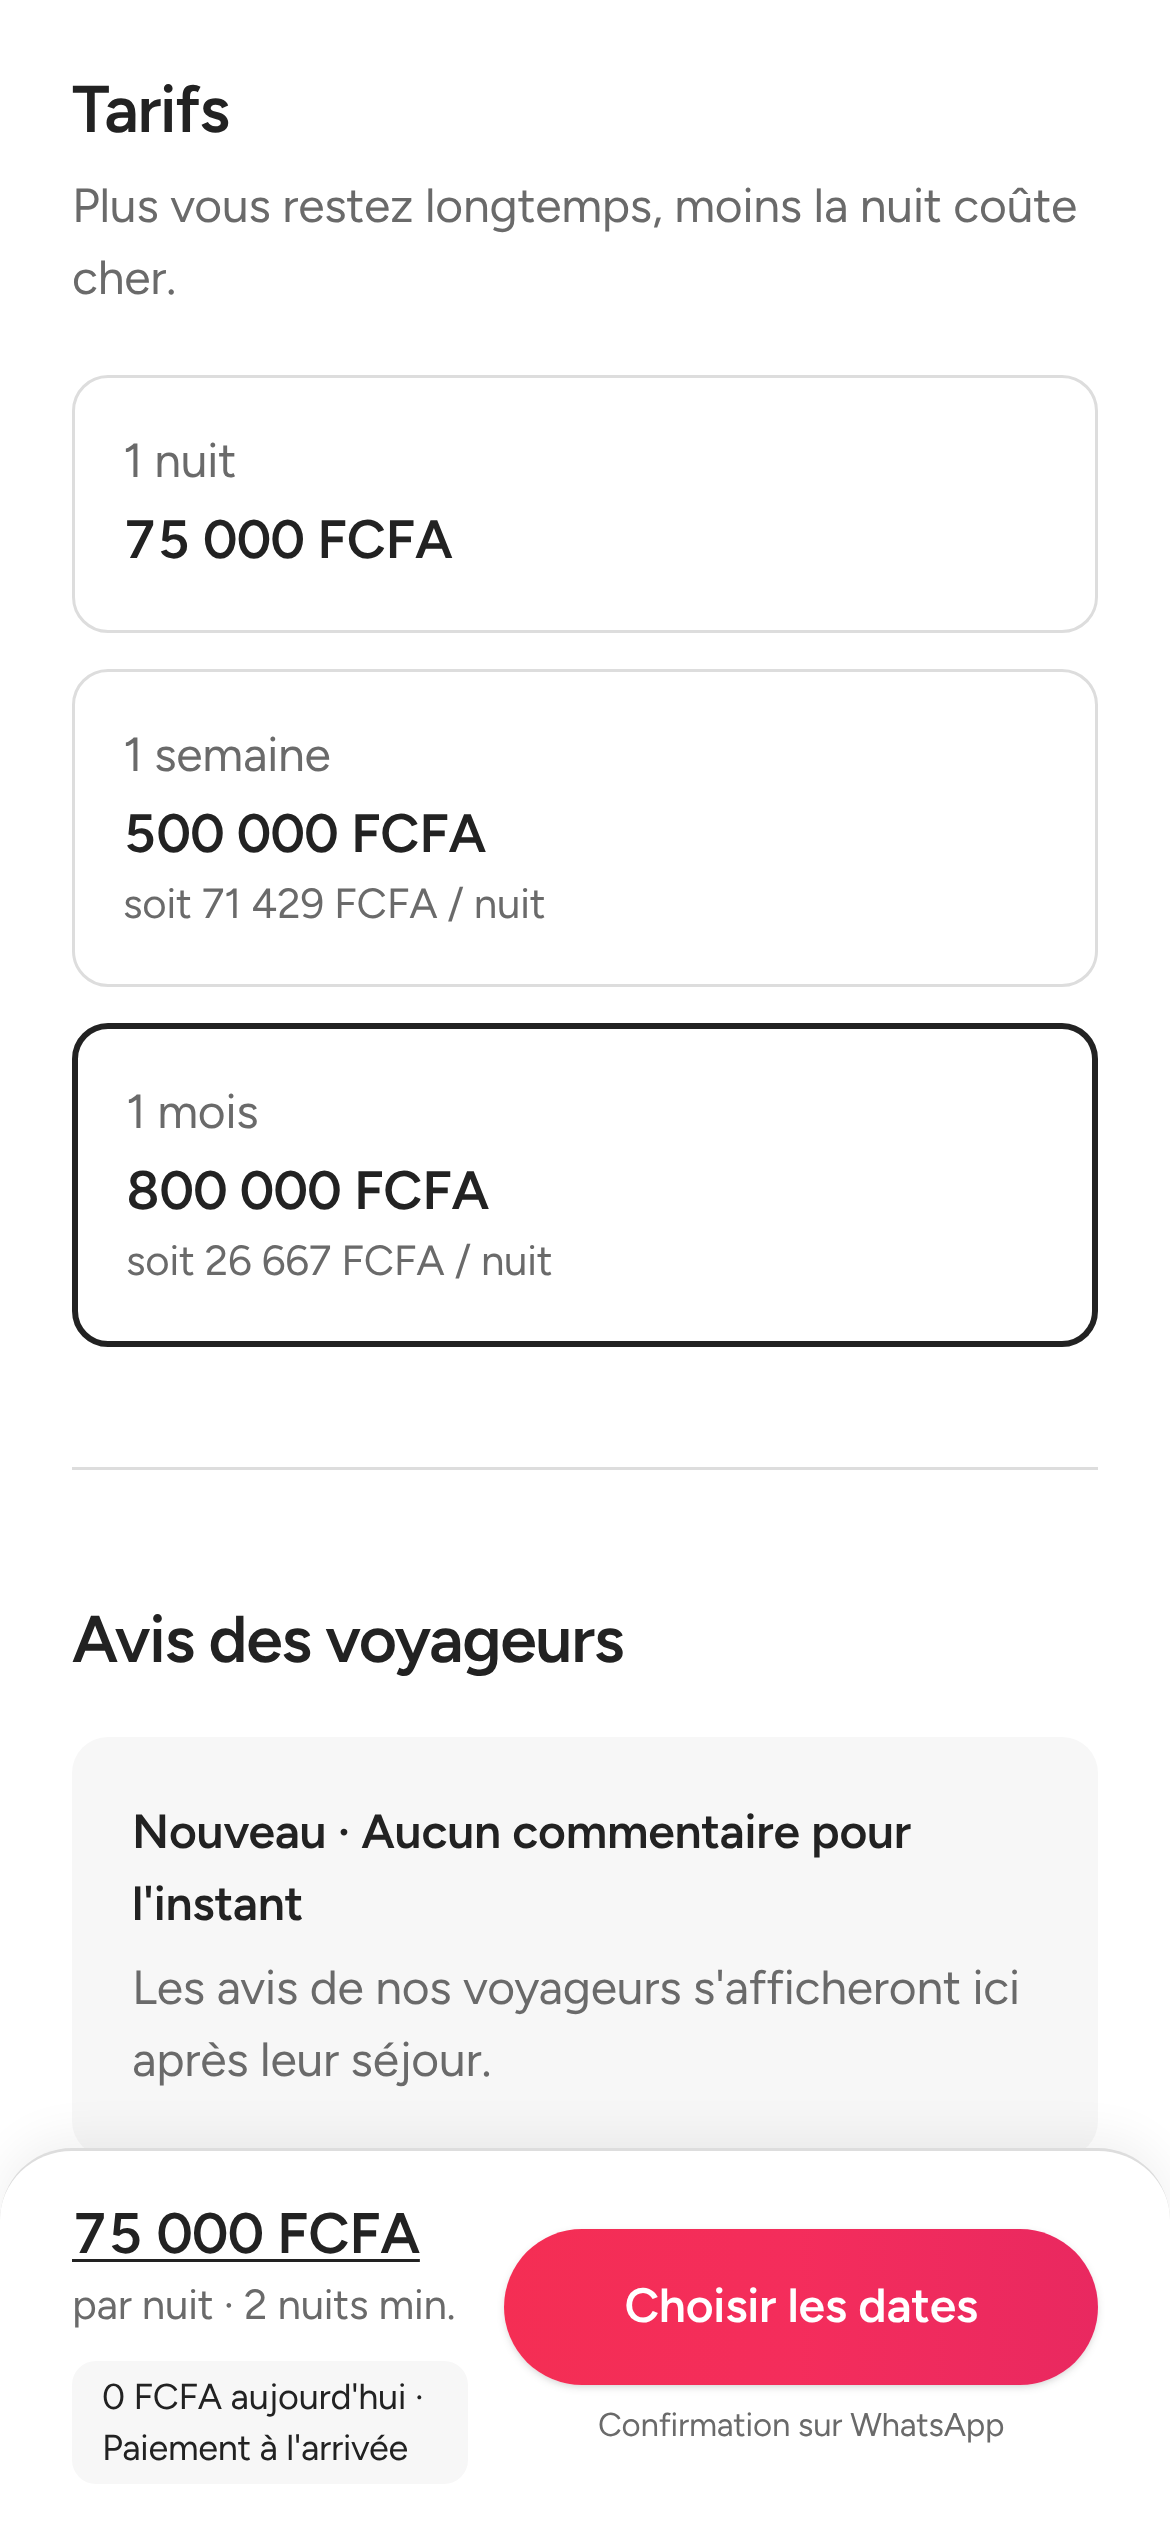 Tarifs
Plus vous restez longtemps, moins la nuit coûte
cher.
1 nuit
75 000 FCFA
1 semaine
500 000 FCFA
soit 71 429 FCFA / nuit
1 mois
800 000 FCFA
soit 26 667 FCFA / nuit
Avis des voyageurs
Nouveau · Aucun commentaire pour
l'instant
Les avis de nos voyageurs s'afficheront ici
après leur séjour.
75 000 FCFA
par nuit · 2 nuits min.
0 FCFA aujourd'hui ·
Paiement à l'arrivée
Choisir les dates
Confirmation sur WhatsApp